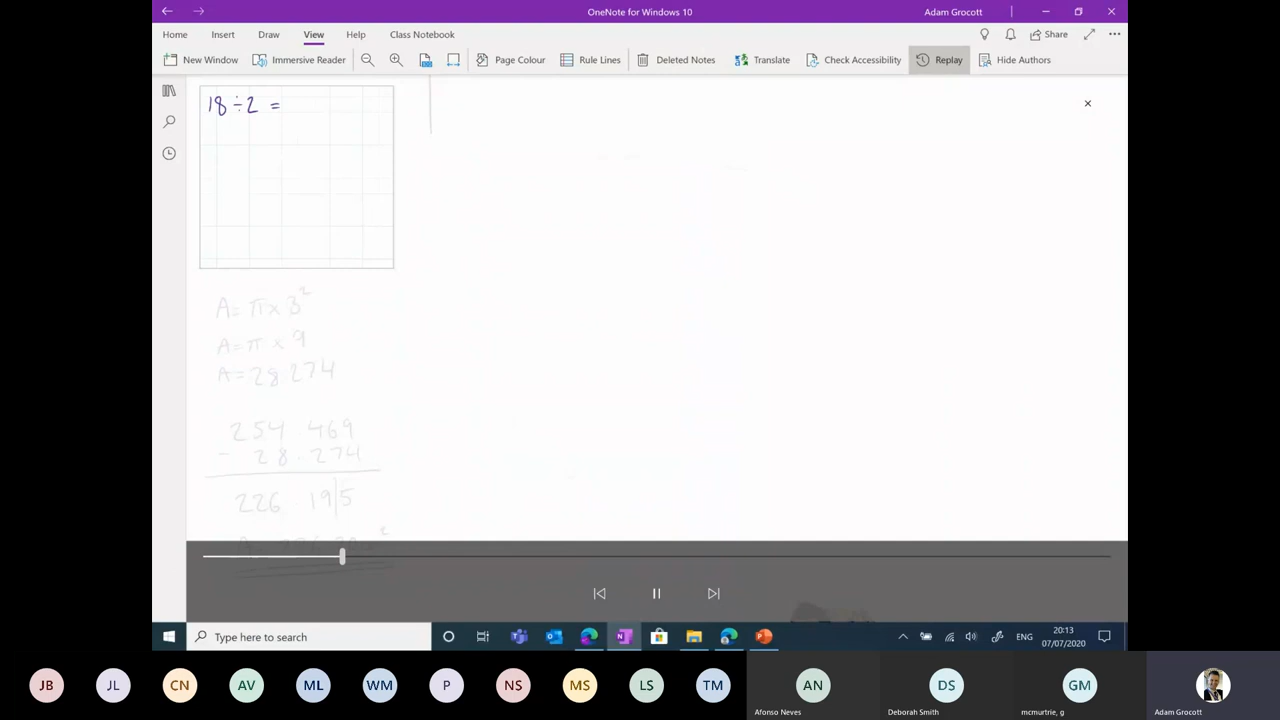 OneNote for Windows 10
Adam Grocott
Home Insert Draw View Help Class Notebook
Share
New Window Immersive Reader Page Colour Rule Lines Deleted Notes Translate Check Accessibility Replay Hide Authors
18 ÷ 2 =
A = π x 3²
A = π x 9
A = 28.274
254 469
- 28.274
226 19|5
Type here to search
ENG
20:13
07/07/2020
JB JL CN AV ML WM P NS MS LS TM AN DS GM
Afonso Neves Deborah Smith mcmurtrie, g Adam Grocott